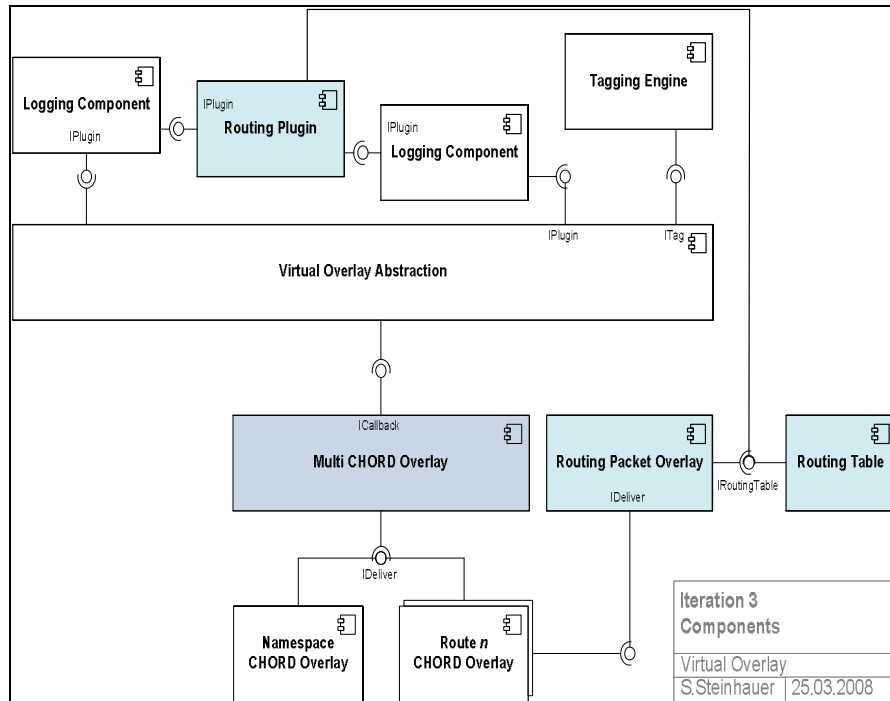 Logging Component
IPlugin
IPlugin
Routing Plugin
IPlugin
Logging Component
Tagging Engine
IPlugin
ITag
Virtual Overlay Abstraction
ICallback
Multi CHORD Overlay
Routing Packet Overlay
IDeliver
IRoutingTable
Routing Table
IDeliver
Namespace
CHORD Overlay
Route n
CHORD Overlay
Iteration 3
Components
Virtual Overlay
S.Steinhauer
25.03.2008